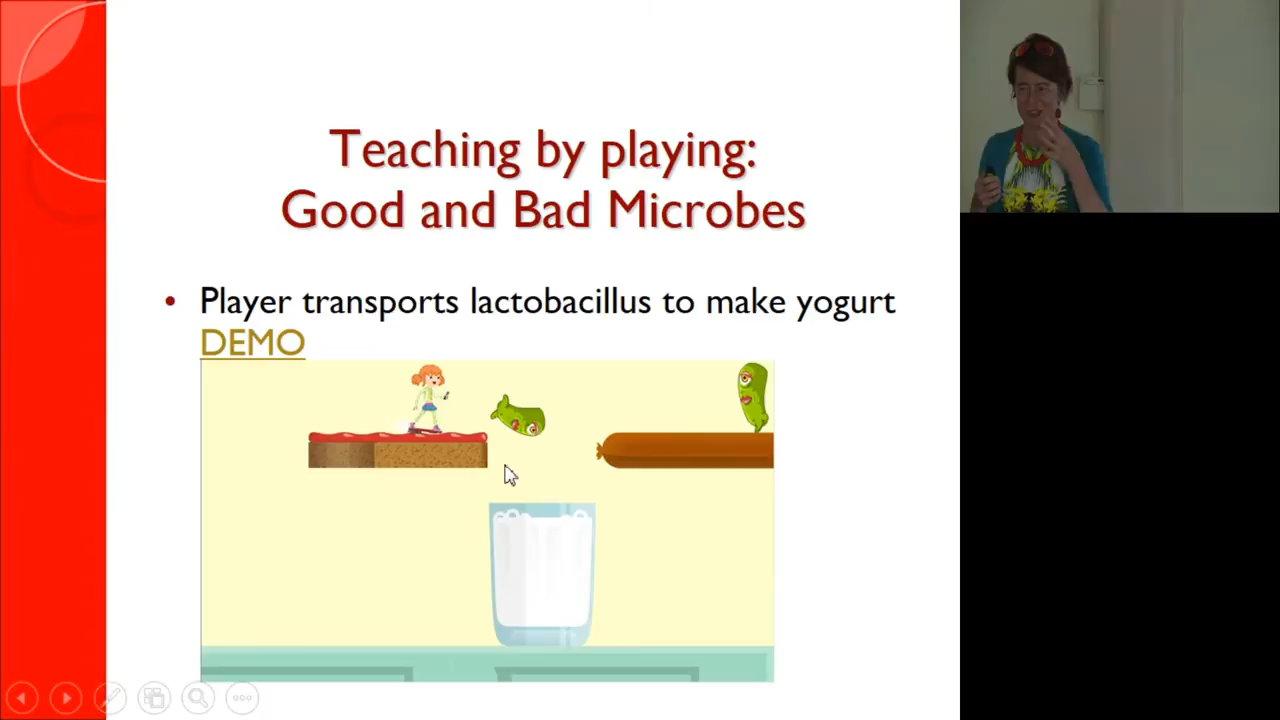 Teaching by playing:
Good and Bad Microbes
• Player transports lactobacillus to make yogurt
DEMO